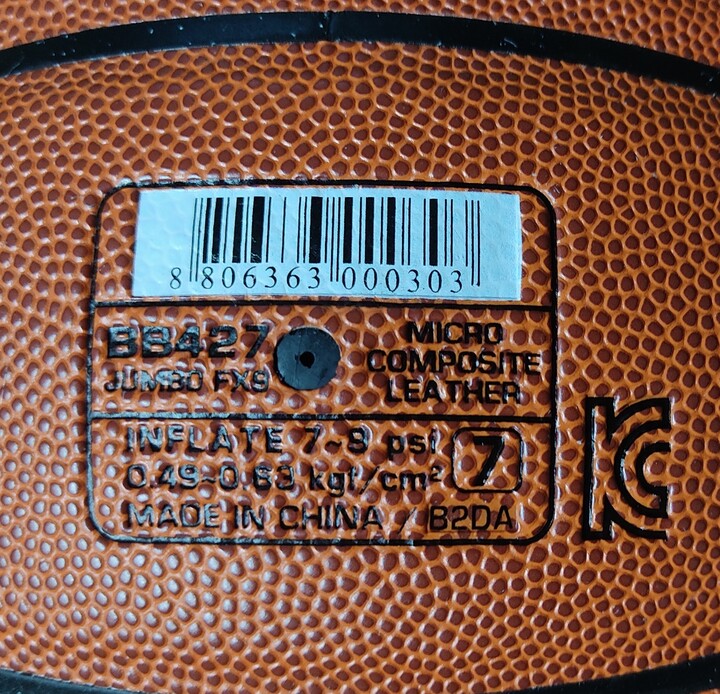 8 806363 000303
BB427
JUMBO FX9
MICRO
COMPOSITE
LEATHER
INFLATE 7~9 psi
0.49~0.63 kgf/cm²
7
MADE IN CHINA / B2DA